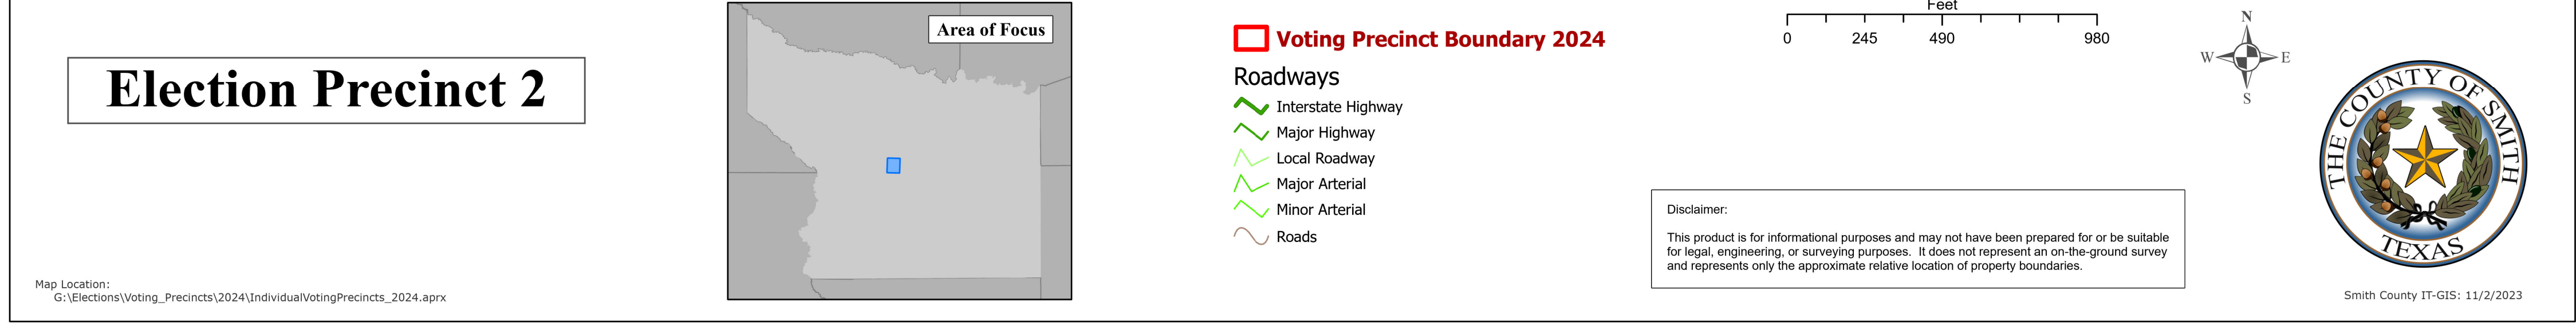 Election Precinct 2
Map Location:
G:\Elections\Voting_Precincts\2024\IndividualVotingPrecincts_2024.aprx
Area of Focus
Voting Precinct Boundary 2024
Roadways
Interstate Highway
Major Highway
Local Roadway
Major Arterial
Minor Arterial
Roads
Feet
0 245 490 980
Disclaimer:
This product is for informational purposes and may not have been prepared for or be suitable
for legal, engineering, or surveying purposes. It does not represent an on-the-ground survey
and represents only the approximate relative location of property boundaries.
N
W E
S
THE COUNTY OF SMITH
TEXAS
Smith County IT-GIS: 11/2/2023